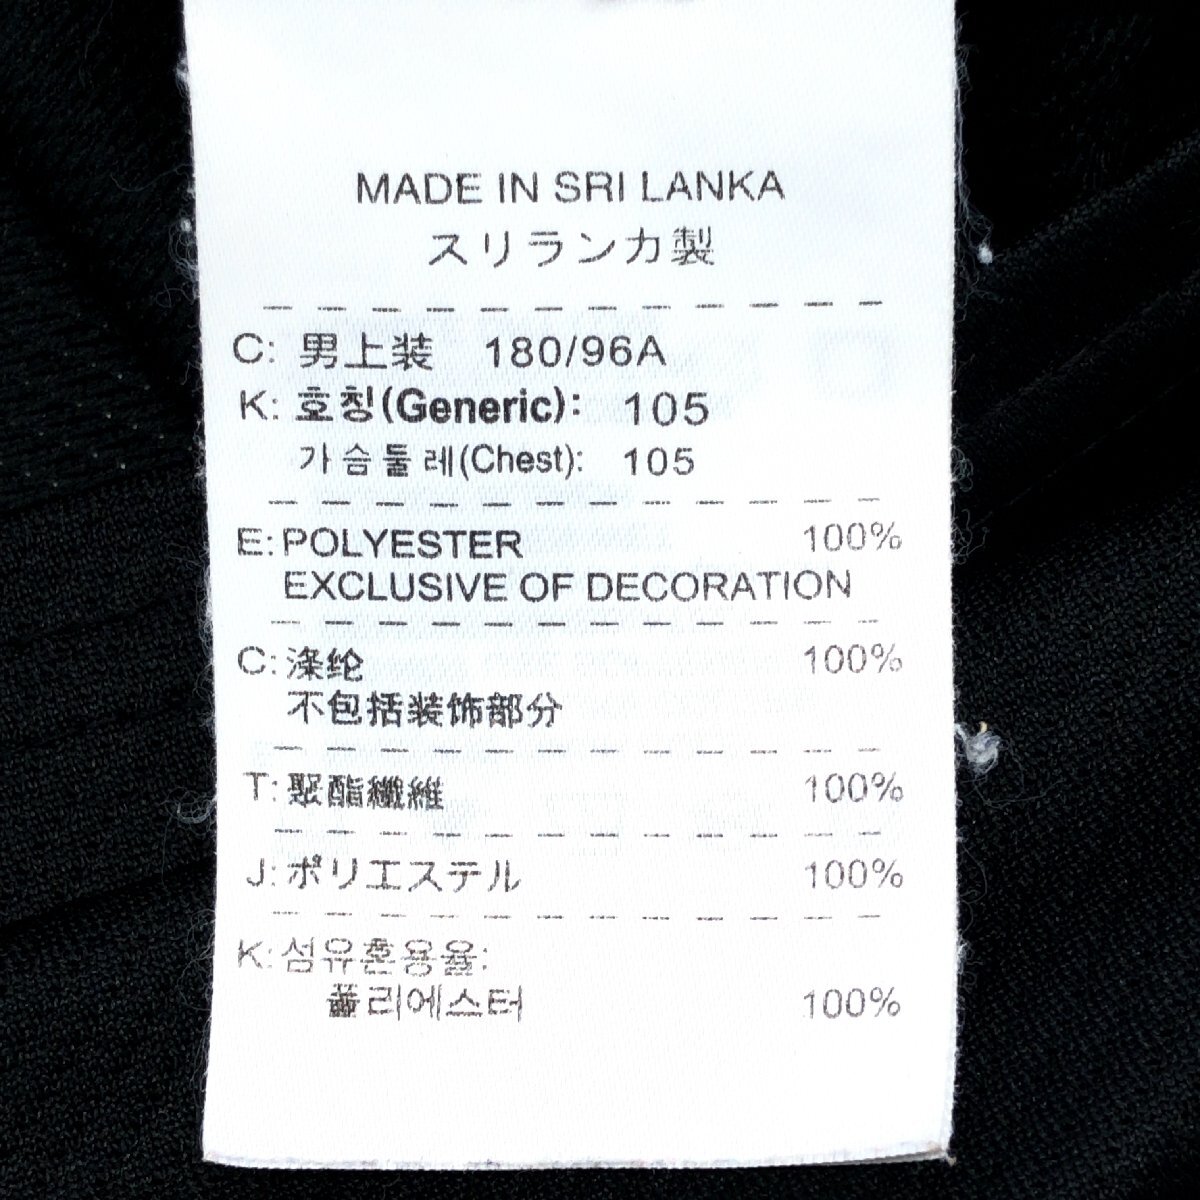 MADE IN SRI LANKA
スリランカ製
C: 男上装 180/96A
K: 호칭(Generic): 105
가슴둘레(Chest): 105
E: POLYESTER 100%
EXCLUSIVE OF DECORATION
C: 涤纶 100%
不包括装饰部分
T: 聚酯纖維 100%
J: ポリエステル 100%
K: 섬유혼용율:
폴리에스터 100%